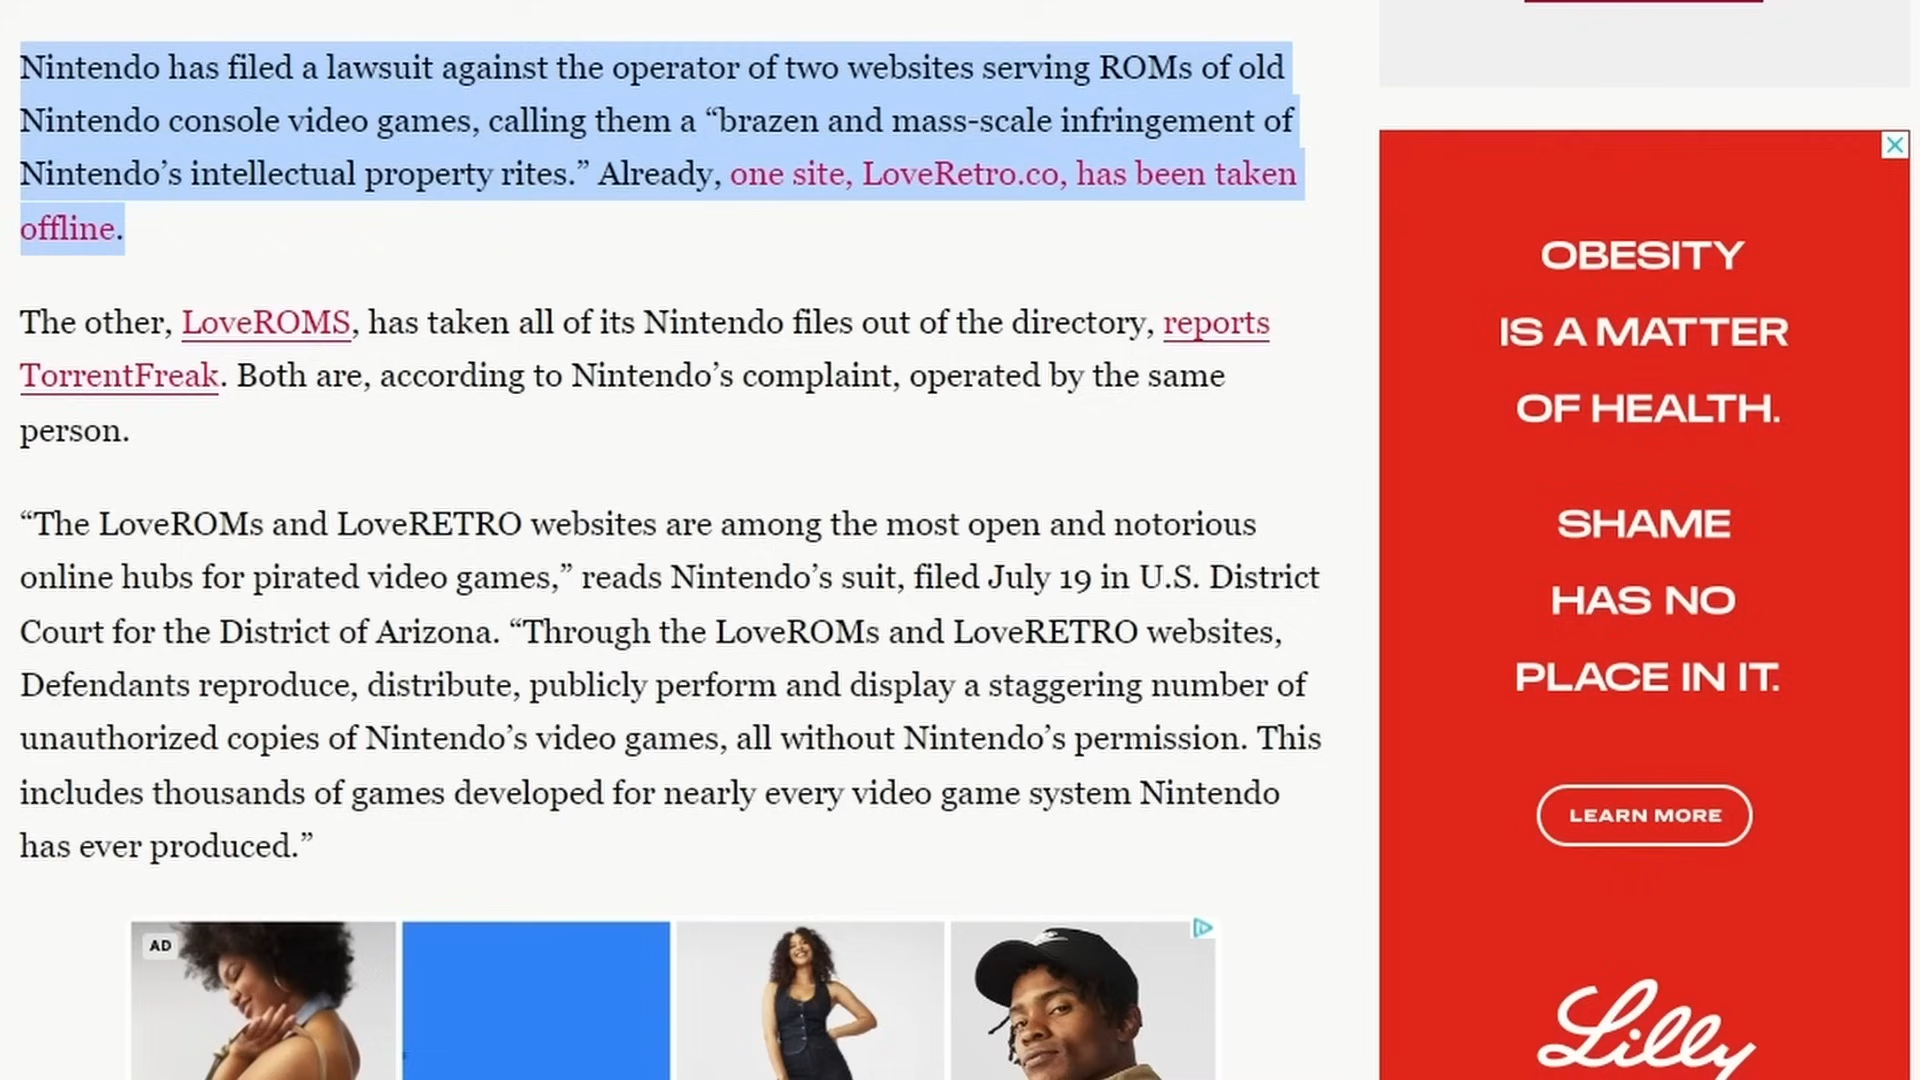 Nintendo has filed a lawsuit against the operator of two websites serving ROMs of old
Nintendo console video games, calling them a “brazen and mass-scale infringement of
Nintendo’s intellectual property rites.” Already, one site, LoveRetro.co, has been taken
offline.
The other, LoveROMS, has taken all of its Nintendo files out of the directory, reports
TorrentFreak. Both are, according to Nintendo’s complaint, operated by the same
person.
“The LoveROMs and LoveRETRO websites are among the most open and notorious
online hubs for pirated video games,” reads Nintendo’s suit, filed July 19 in U.S. District
Court for the District of Arizona. “Through the LoveROMs and LoveRETRO websites,
Defendants reproduce, distribute, publicly perform and display a staggering number of
unauthorized copies of Nintendo’s video games, all without Nintendo’s permission. This
includes thousands of games developed for nearly every video game system Nintendo
has ever produced.”
AD
OBESITY
IS A MATTER
OF HEALTH.
SHAME
HAS NO
PLACE IN IT.
LEARN MORE
Lilly